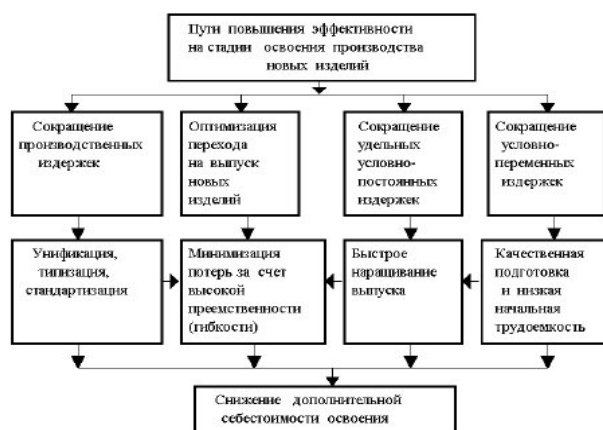 Пути повышения эффективности
на стадии освоения производства
новых изделий
Сокращение
производственных
издержек
Оптимизация
перехода
на выпуск
новых
изделий
Сокращение
удельных
условно-
постоянных
издержек
Сокращение
условно-
переменных
издержек
Унификация,
типизация,
стандартизация
Минимизация
потерь за счет
высокой
преемственности
(гибкости)
Быстрое
наращивание
выпуска
Качественная
подготовка
и низкая
начальная
трудоемкость
Снижение дополнительной
себестоимости освоения